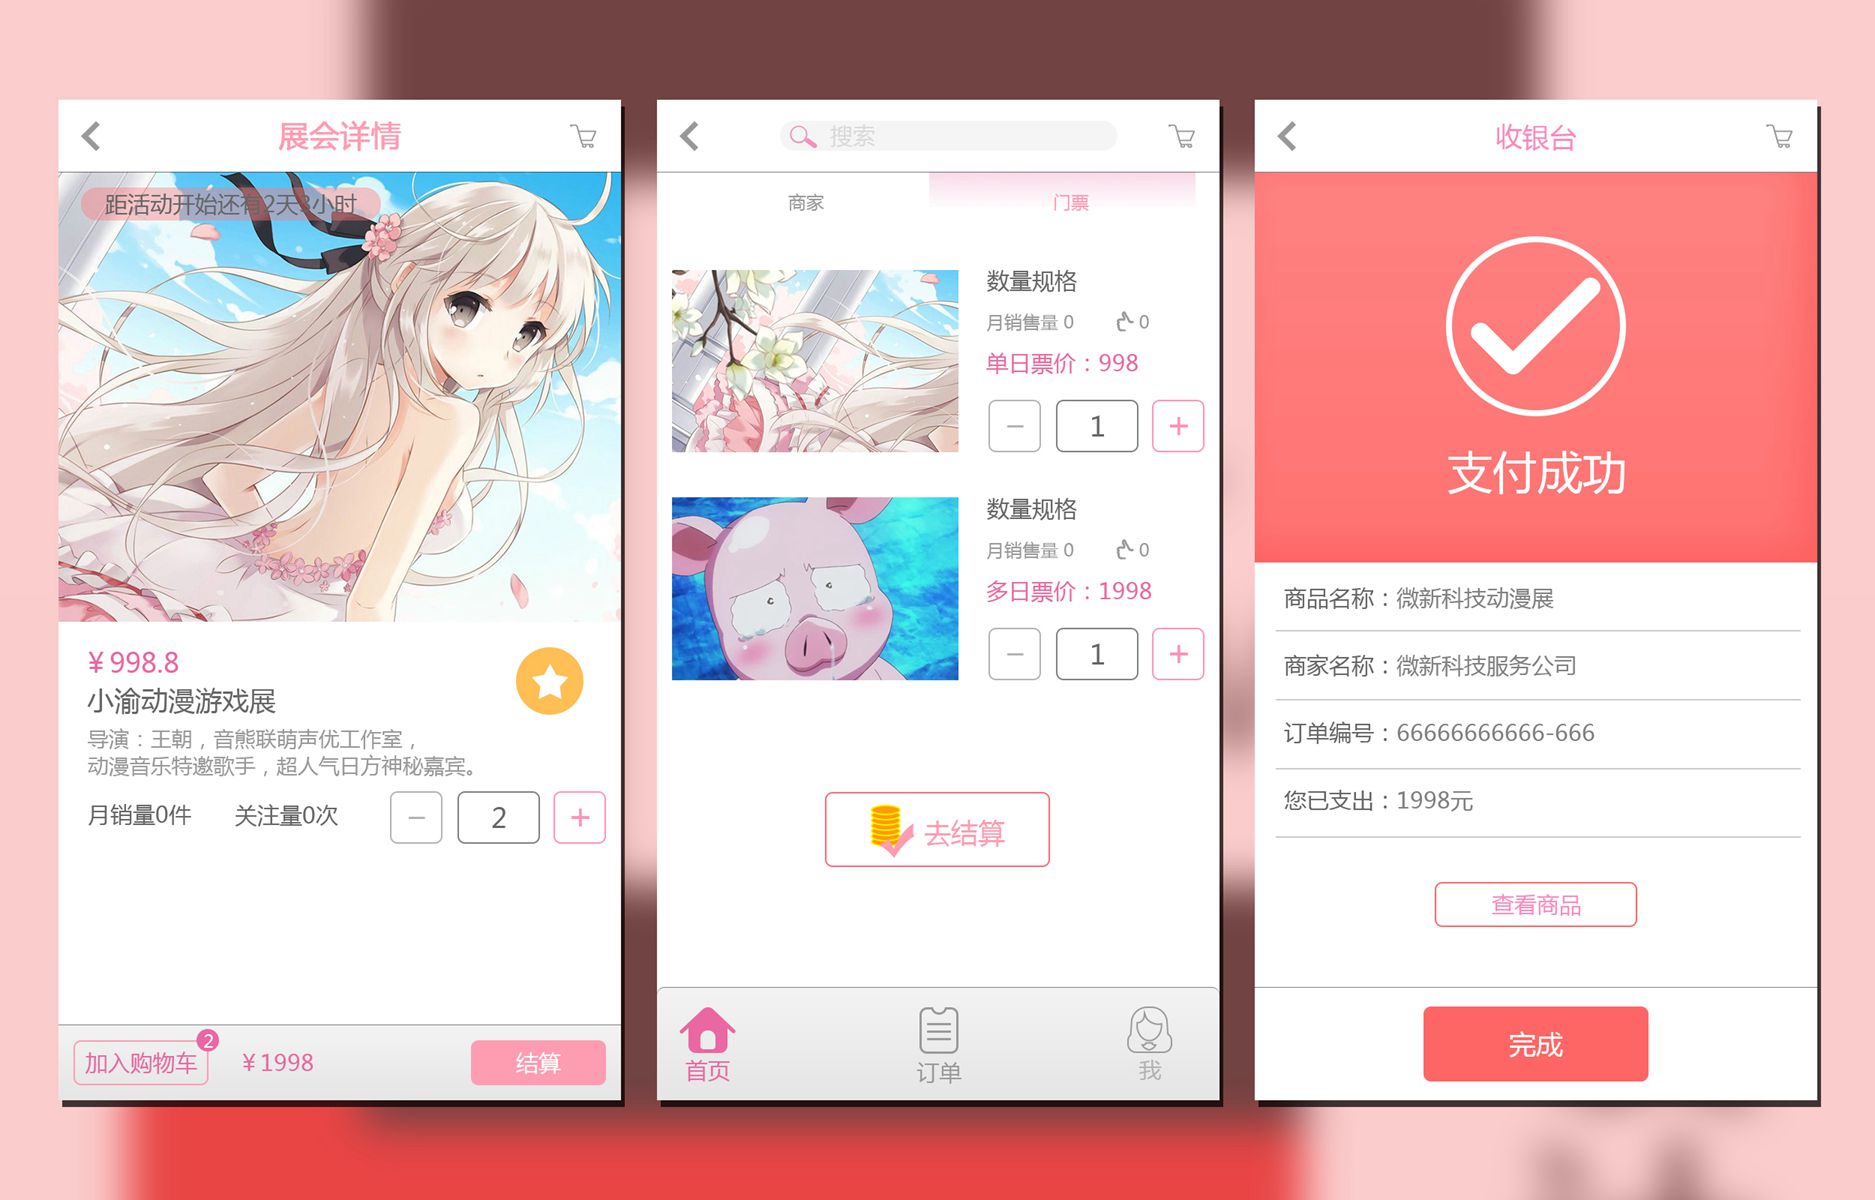 展会详情
距活动开始还有2天3小时
¥ 998.8
小渝动漫游戏展
导演：王朝，音熊联萌声优工作室，
动漫音乐特邀歌手，超人气日方神秘嘉宾。
月销量0件 关注量0次
2
加入购物车
2
¥ 1998
结算
搜索
商家 门票
数量规格
月销售量 0 0
单日票价：998
1
数量规格
月销售量 0 0
多日票价：1998
1
去结算
首页 订单 我
收银台
支付成功
商品名称：微新科技动漫展
商家名称：微新科技服务公司
订单编号：66666666666-666
您已支出：1998元
查看商品
完成